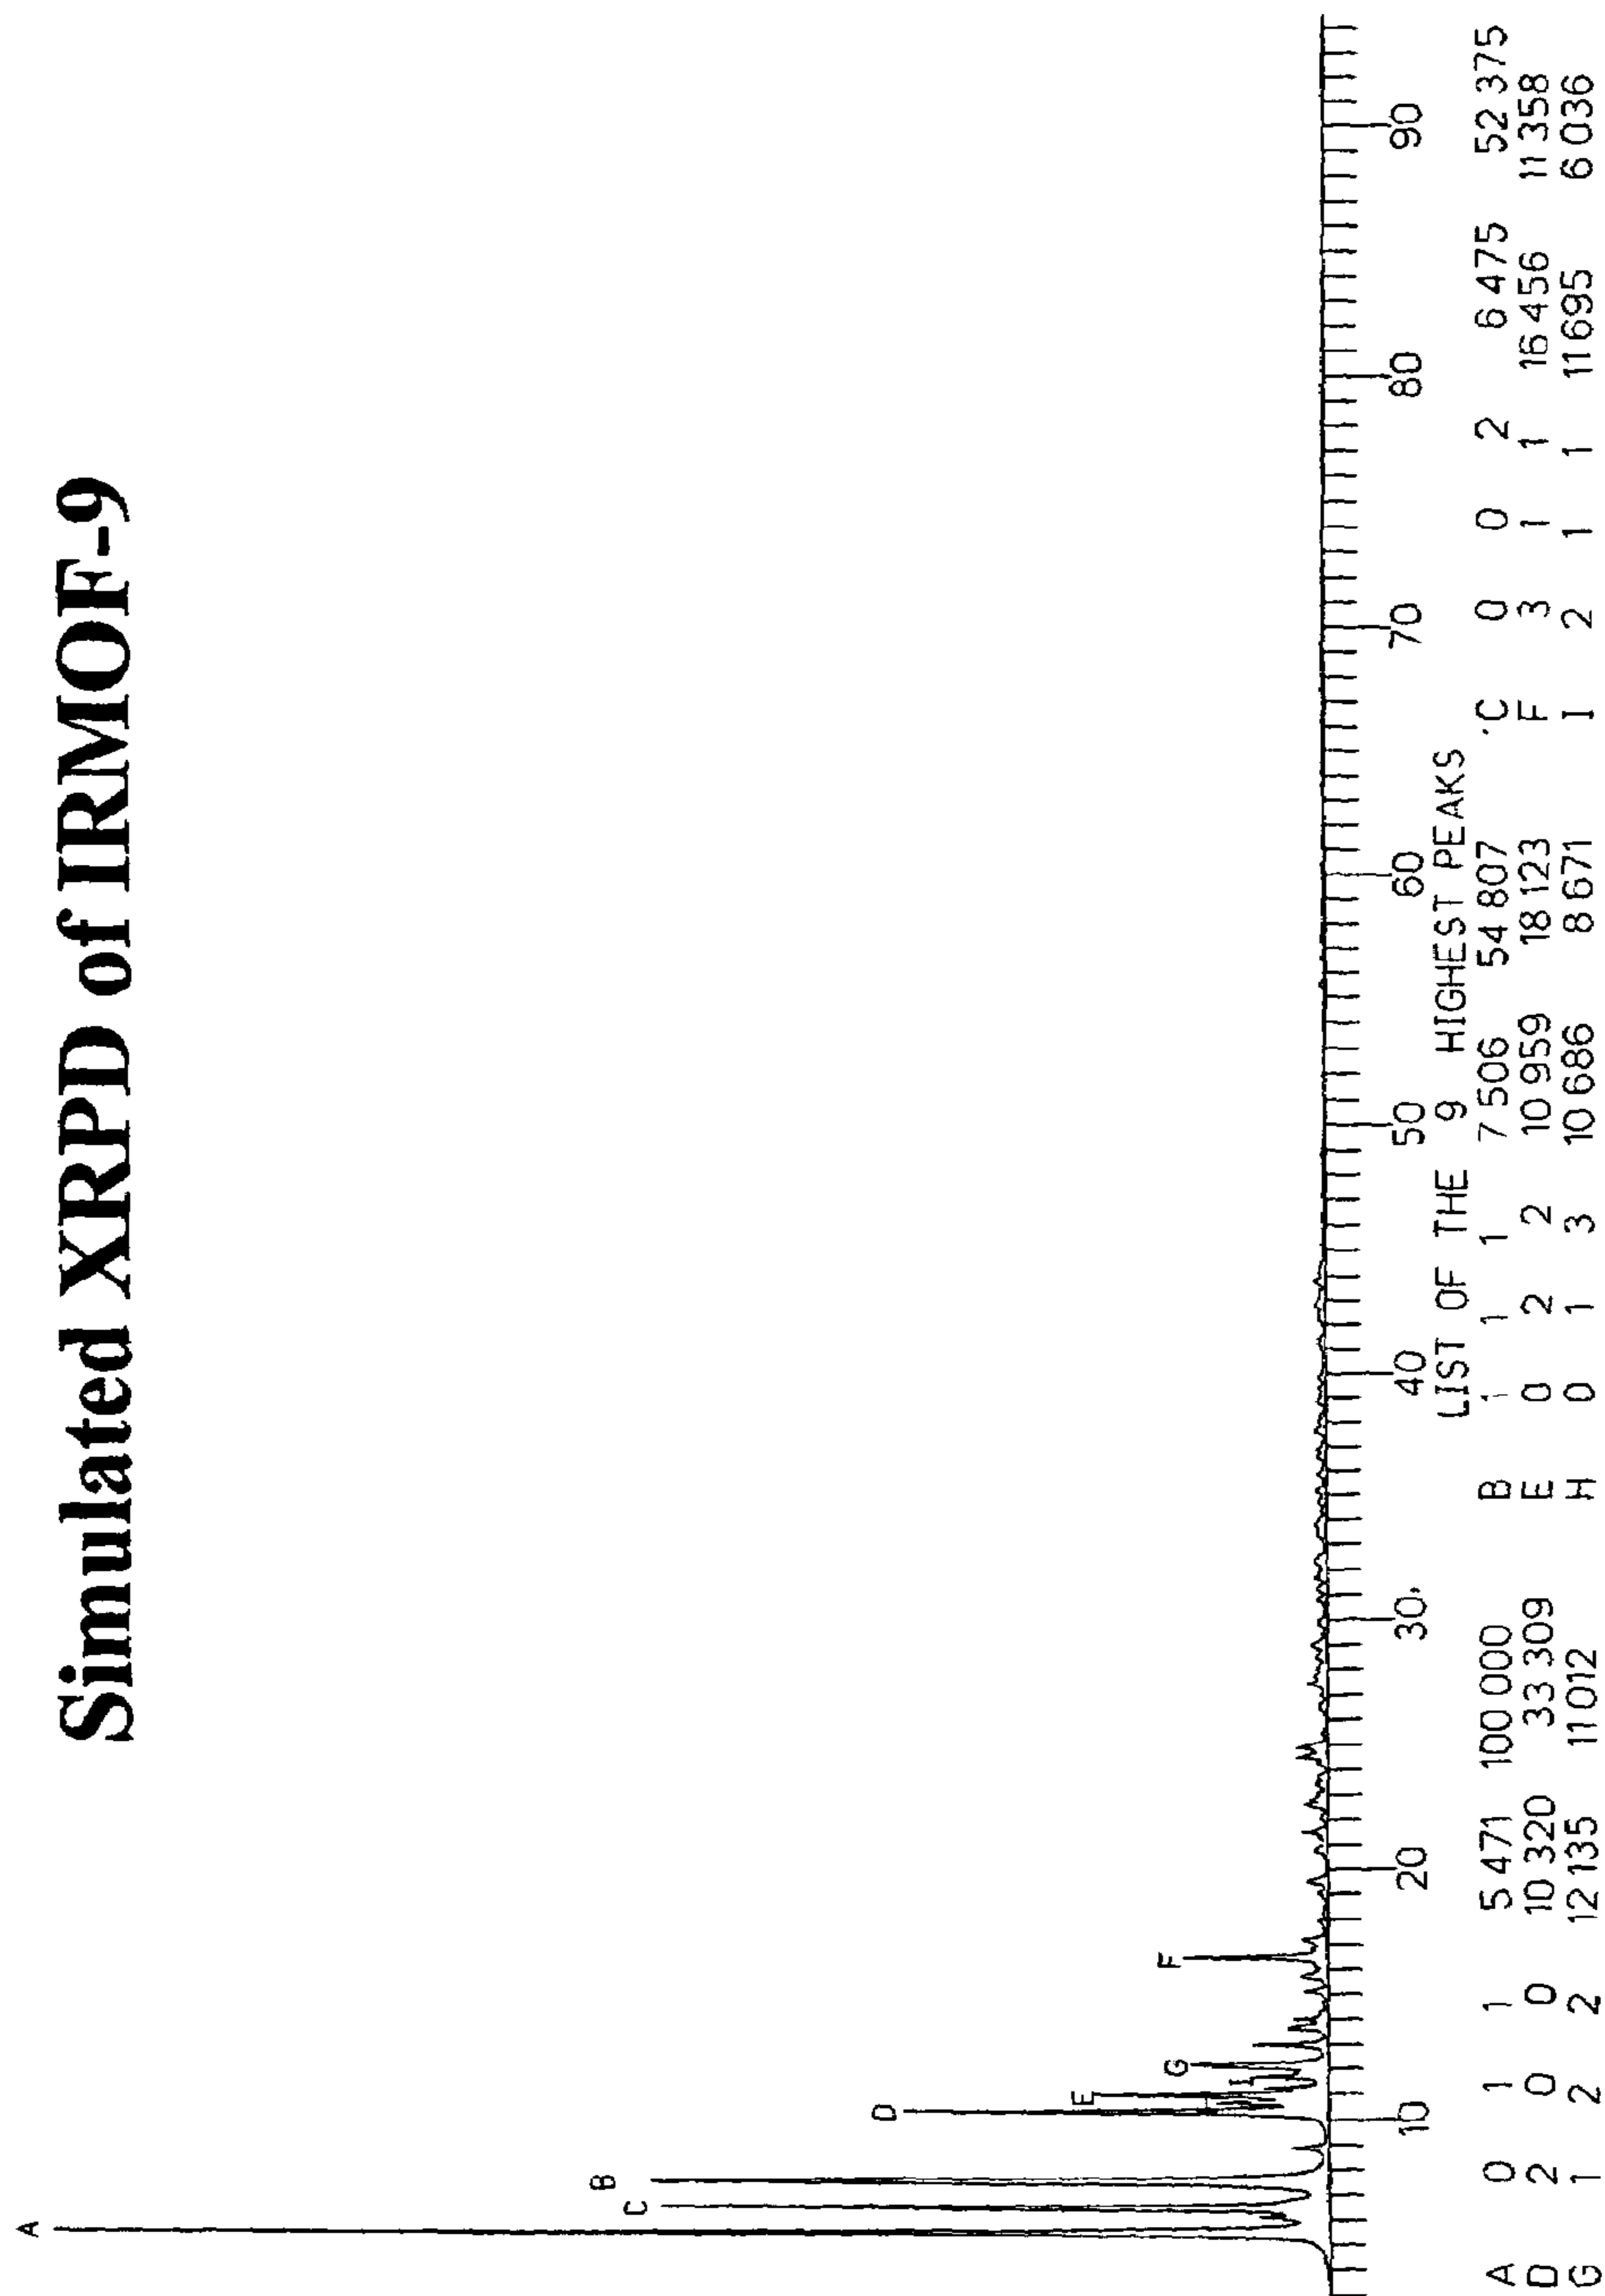 Simulated XRPD of IRMOF-9
A
B
C
D
E
I
G
F
10 20 30 40 50 60 70 80 90
LIST OF THE 9 HIGHEST PEAKS
A 0 1 1 5 471 100 000 B 1 1 1 7 506 54 807 C 0 0 2 6 475 52 375
D 2 0 0 10 320 33 309 E 0 2 2 10 959 18 123 F 3 1 1 16 456 11 358
G 1 2 2 12 135 11 012 H 0 1 3 10 686 8 671 I 2 1 1 11 695 6 036